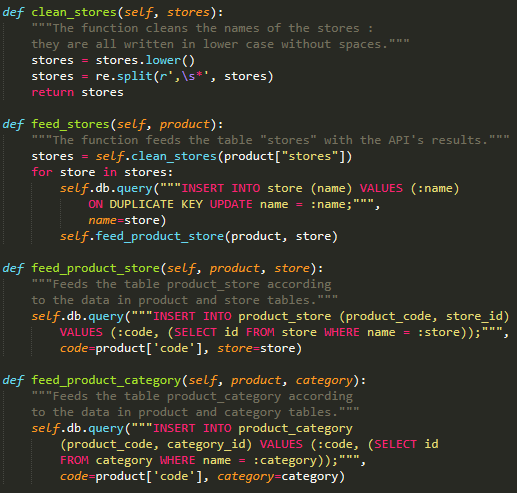 def clean_stores(self, stores):
    """The function cleans the names of the stores :
    they are all written in lower case without spaces."""
    stores = stores.lower()
    stores = re.split(r',\s*', stores)
    return stores

def feed_stores(self, product):
    """The function feeds the table "stores" with the API's results."""
    stores = self.clean_stores(product["stores"])
    for store in stores:
        self.db.query("""INSERT INTO store (name) VALUES (:name)
            ON DUPLICATE KEY UPDATE name = :name;""",
            name=store)
        self.feed_product_store(product, store)

def feed_product_store(self, product, store):
    """Feeds the table product_store according
    to the data in product and store tables."""
    self.db.query("""INSERT INTO product_store (product_code, store_id)
        VALUES (:code, (SELECT id FROM store WHERE name = :store));""",
        code=product['code'], store=store)

def feed_product_category(self, product, category):
    """Feeds the table product_category according
    to the data in product and category tables."""
    self.db.query("""INSERT INTO product_category
        (product_code, category_id) VALUES (:code, (SELECT id
        FROM category WHERE name = :category));""",
        code=product['code'], category=category)